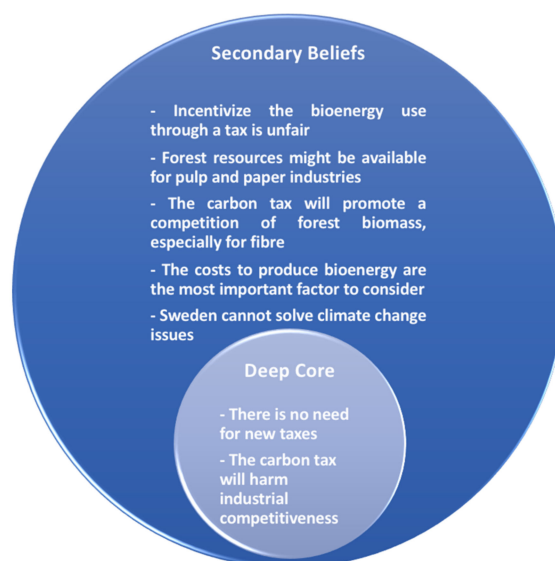 Secondary Beliefs
- Incentivize the bioenergy use
through a tax is unfair
- Forest resources might be available
for pulp and paper industries
- The carbon tax will promote a
competition of forest biomass,
especially for fibre
- The costs to produce bioenergy are
the most important factor to consider
- Sweden cannot solve climate change
issues
Deep Core
- There is no need
for new taxes
- The carbon tax
will harm
industrial
competitiveness